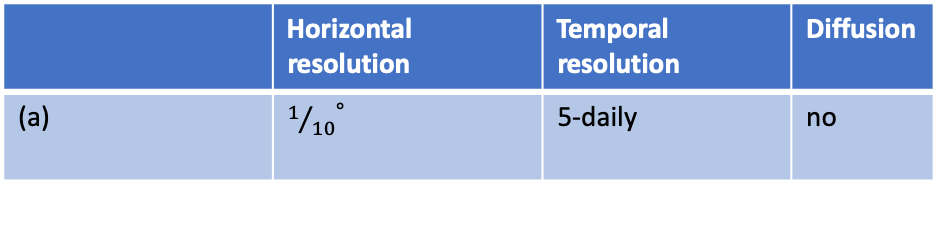 Horizontal resolution Temporal resolution Diffusion
(a) 1/10° 5-daily no